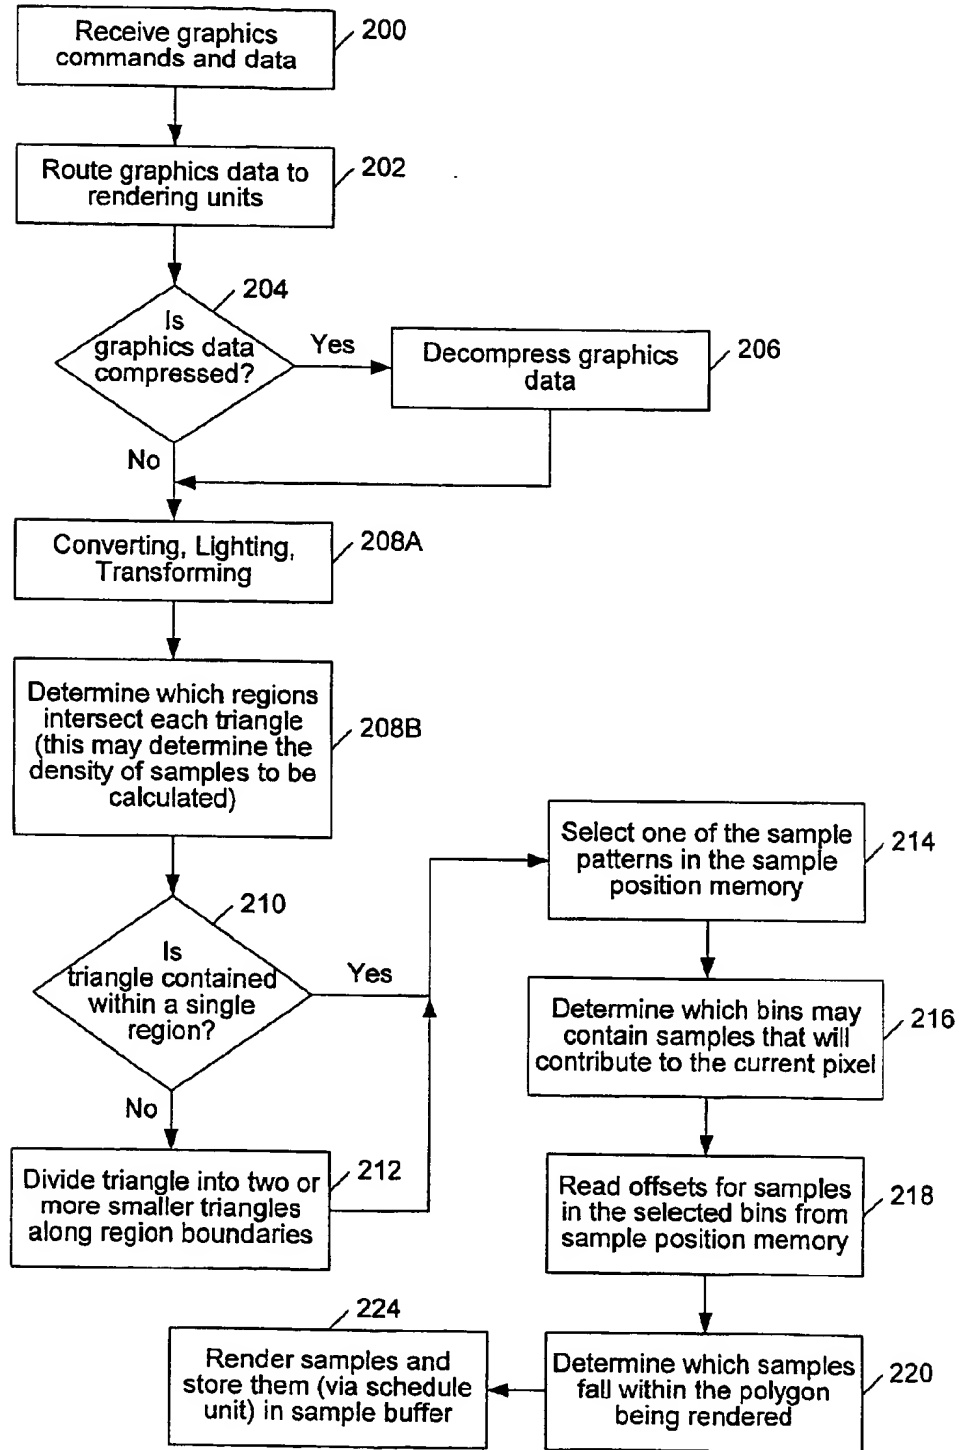 Receive graphics
commands and data
200
Route graphics data to
rendering units
202
204
Is
graphics data
compressed?
Yes
Decompress graphics
data
206
No
Converting, Lighting,
Transforming
208A
Determine which regions
intersect each triangle
(this may determine the
density of samples to be
calculated)
208B
210
Is
triangle contained
within a single
region?
Yes
No
Divide triangle into two or
more smaller triangles
along region boundaries
212
Select one of the sample
patterns in the sample
position memory
214
Determine which bins may
contain samples that will
contribute to the current pixel
216
Read offsets for samples
in the selected bins from
sample position memory
218
Determine which samples
fall within the polygon
being rendered
220
224
Render samples and
store them (via schedule
unit) in sample buffer